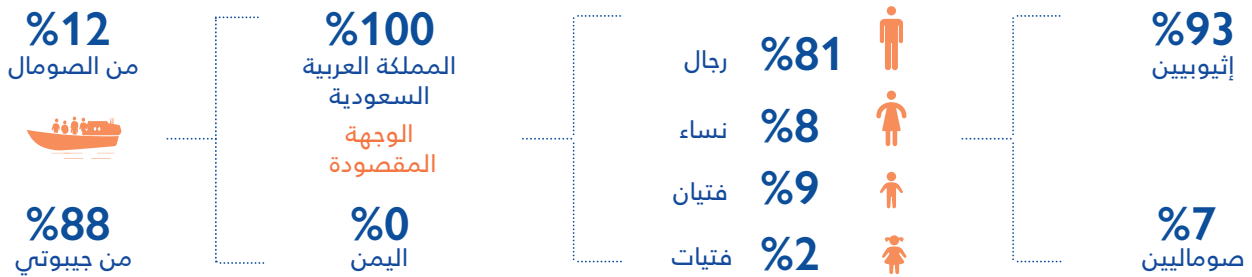 %93
إثيوبيين
%7
صوماليين
%81 رجال
%8 نساء
%9 فتيان
%2 فتيات
%100
المملكة العربية
السعودية
الوجهة
المقصودة
%0
اليمن
%12
من الصومال
%88
من جيبوتي